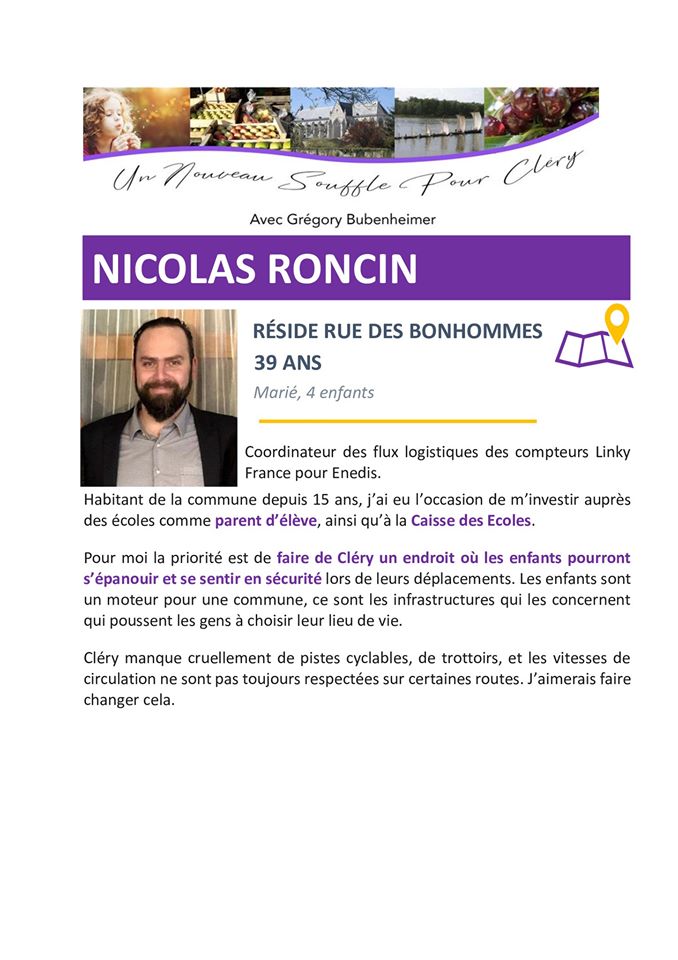 Un Nouveau Souffle Pour Cléry
Avec Grégory Bubenheimer
NICOLAS RONCIN
RÉSIDE RUE DES BONHOMMES
39 ANS
Marié, 4 enfants
Coordinateur des flux logistiques des compteurs Linky
France pour Enedis.
Habitant de la commune depuis 15 ans, j’ai eu l’occasion de m’investir auprès
des écoles comme parent d’élève, ainsi qu’à la Caisse des Ecoles.
Pour moi la priorité est de faire de Cléry un endroit où les enfants pourront
s’épanouir et se sentir en sécurité lors de leurs déplacements. Les enfants sont
un moteur pour une commune, ce sont les infrastructures qui les concernent
qui poussent les gens à choisir leur lieu de vie.
Cléry manque cruellement de pistes cyclables, de trottoirs, et les vitesses de
circulation ne sont pas toujours respectées sur certaines routes. J’aimerais faire
changer cela.